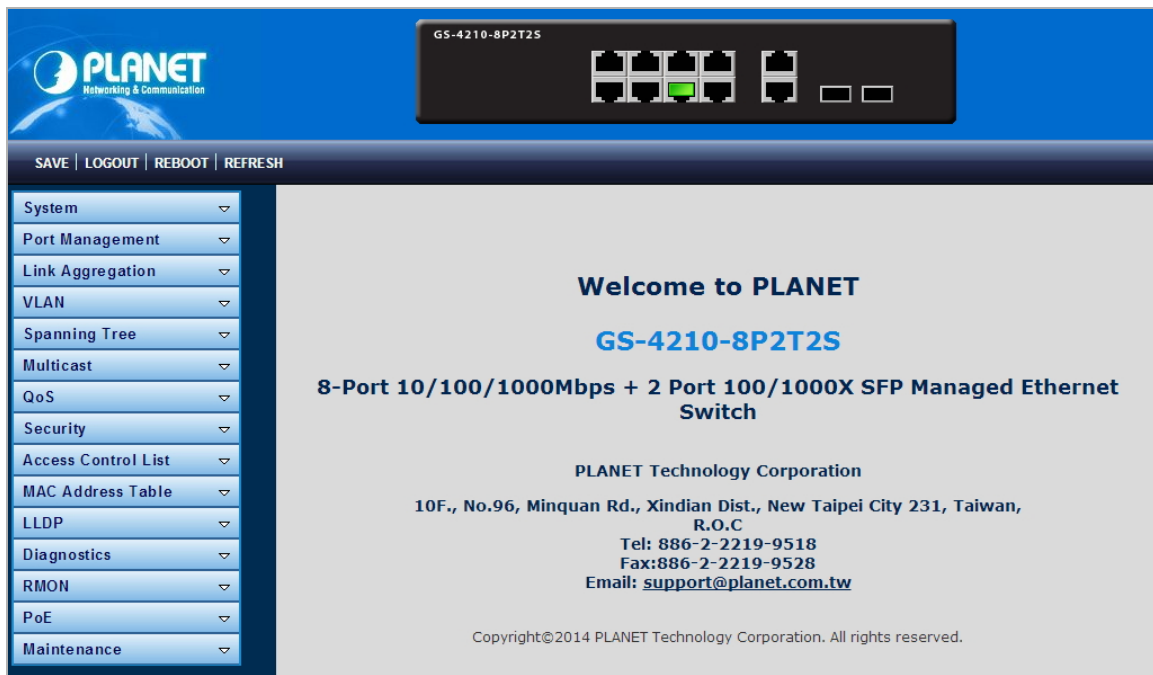 PLANET
Networking & Communication
GS-4210-8P2T2S
SAVE | LOGOUT | REBOOT | REFRESH
System
Port Management
Link Aggregation
VLAN
Spanning Tree
Multicast
QoS
Security
Access Control List
MAC Address Table
LLDP
Diagnostics
RMON
PoE
Maintenance
Welcome to PLANET
GS-4210-8P2T2S
8-Port 10/100/1000Mbps + 2 Port 100/1000X SFP Managed Ethernet
Switch
PLANET Technology Corporation
10F., No.96, Minquan Rd., Xindian Dist., New Taipei City 231, Taiwan,
R.O.C
Tel: 886-2-2219-9518
Fax:886-2-2219-9528
Email: support@planet.com.tw
Copyright©2014 PLANET Technology Corporation. All rights reserved.